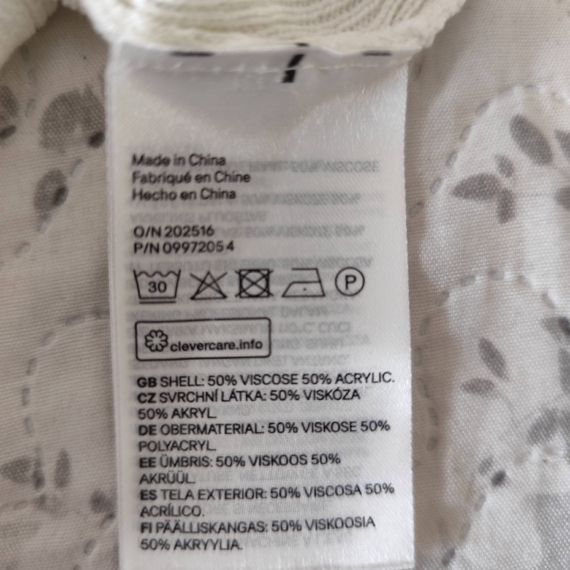 Made in China
Fabriqué en Chine
Hecho en China
O/N 202516
P/N 0997205 4
30
P
clevercare.info
GB SHELL: 50% VISCOSE 50% ACRYLIC.
CZ SVRCHNÍ LÁTKA: 50% VISKÓZA
50% AKRYL.
DE OBERMATERIAL: 50% VISKOSE 50%
POLYACRYL.
EE ÜMBRIS: 50% VISKOOS 50%
AKRÜÜL.
ES TELA EXTERIOR: 50% VISCOSA 50%
ACRÍLICO.
FI PÄÄLLISKANGAS: 50% VISKOOSIA
50% AKRYYLIA.